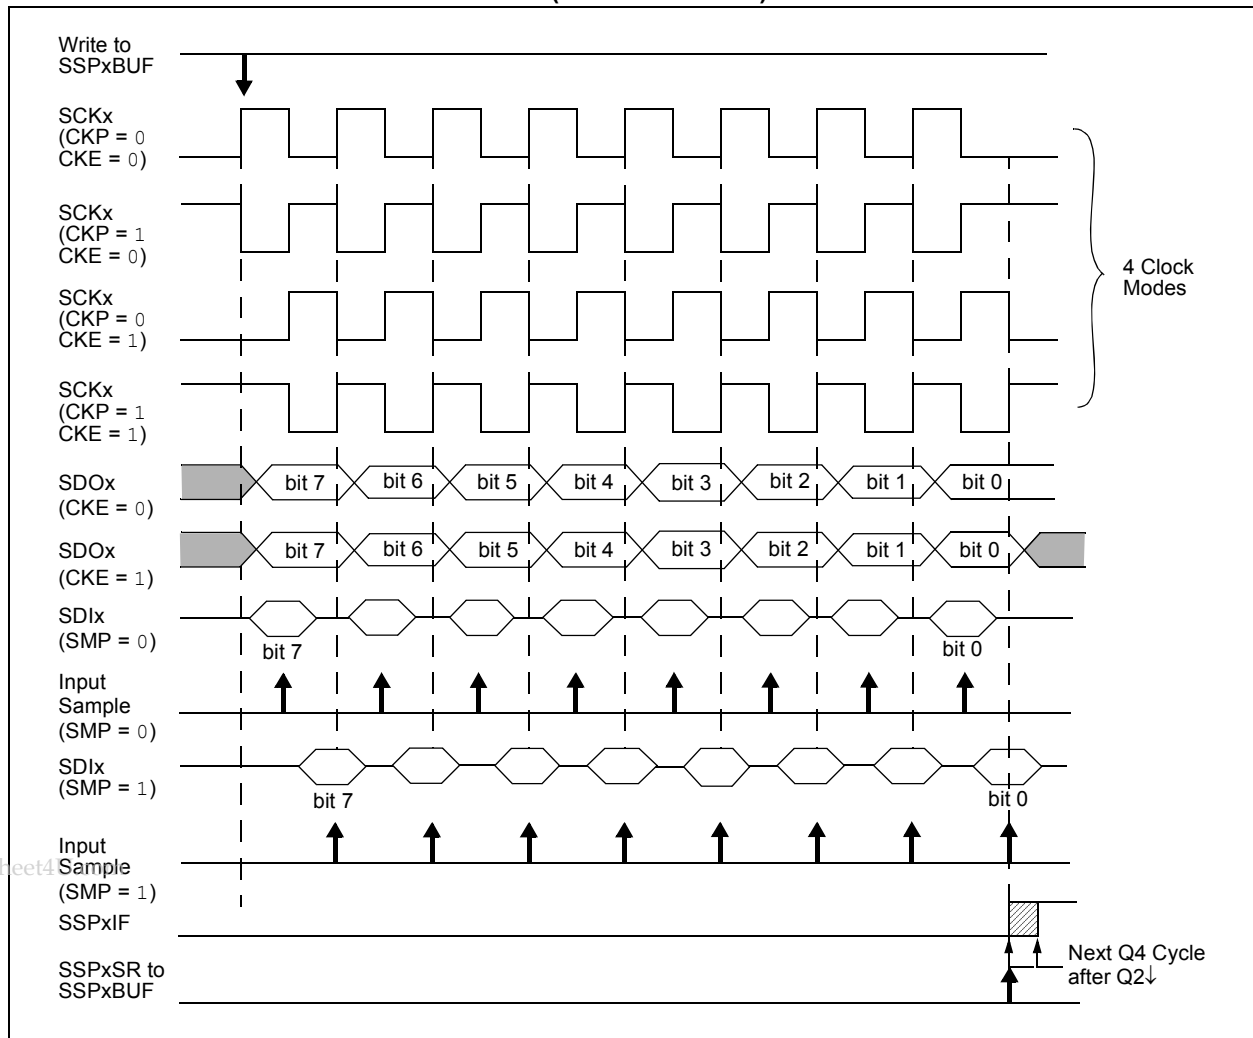 Write to
SSPxBUF
SCKx
(CKP = 0
CKE = 0)
SCKx
(CKP = 1
CKE = 0)
SCKx
(CKP = 0
CKE = 1)
SCKx
(CKP = 1
CKE = 1)
4 Clock
Modes
SDOx
(CKE = 0)
bit 7 bit 6 bit 5 bit 4 bit 3 bit 2 bit 1 bit 0
SDOx
(CKE = 1)
bit 7 bit 6 bit 5 bit 4 bit 3 bit 2 bit 1 bit 0
SDIx
(SMP = 0)
bit 7 bit 0
Input
Sample
(SMP = 0)
SDIx
(SMP = 1)
bit 7 bit 0
Input
Sample
(SMP = 1)
SSPxIF
SSPxSR to
SSPxBUF
Next Q4 Cycle
after Q2↓